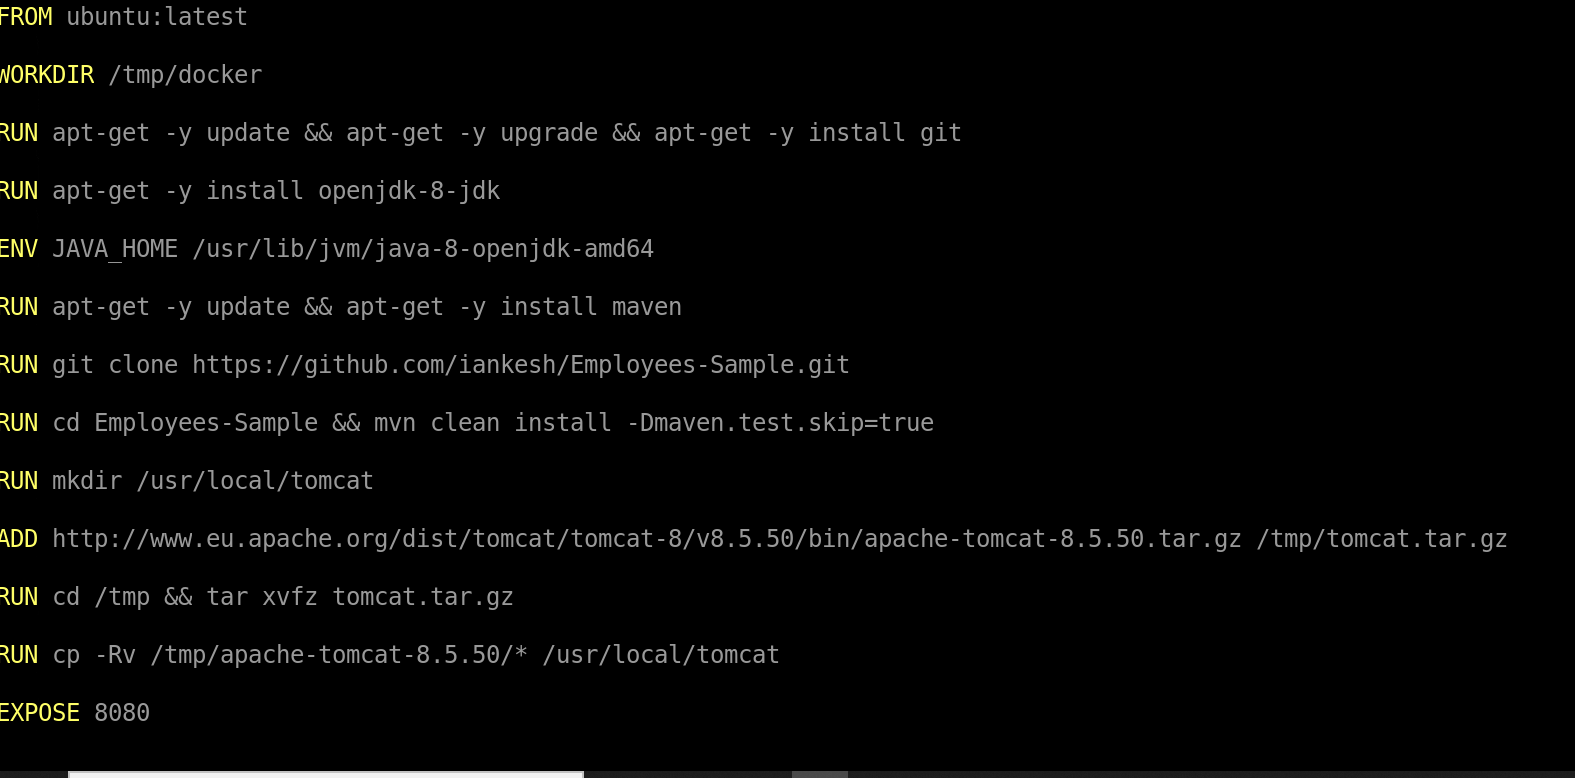 FROM ubuntu:latest
WORKDIR /tmp/docker
RUN apt-get -y update && apt-get -y upgrade && apt-get -y install git
RUN apt-get -y install openjdk-8-jdk
ENV JAVA_HOME /usr/lib/jvm/java-8-openjdk-amd64
RUN apt-get -y update && apt-get -y install maven
RUN git clone https://github.com/iankesh/Employees-Sample.git
RUN cd Employees-Sample && mvn clean install -Dmaven.test.skip=true
RUN mkdir /usr/local/tomcat
ADD http://www.eu.apache.org/dist/tomcat/tomcat-8/v8.5.50/bin/apache-tomcat-8.5.50.tar.gz /tmp/tomcat.tar.gz
RUN cd /tmp && tar xvfz tomcat.tar.gz
RUN cp -Rv /tmp/apache-tomcat-8.5.50/* /usr/local/tomcat
EXPOSE 8080